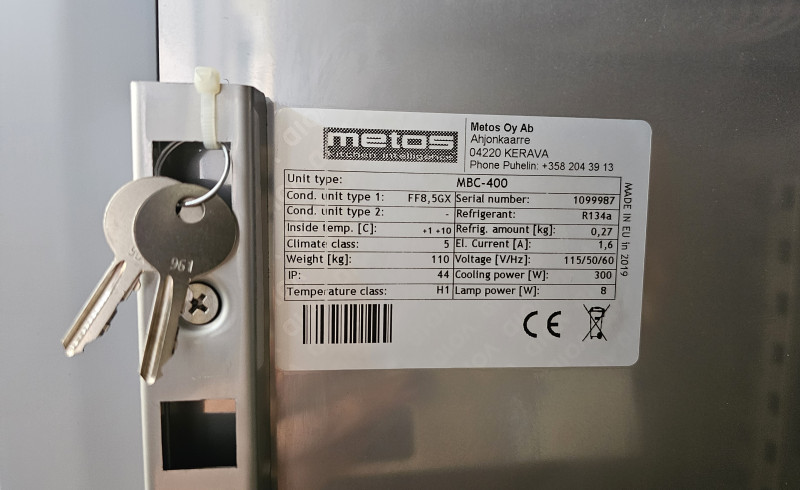 metos
kitchen intelligence
Metos Oy Ab
Ahjonkaarre
04220 KERAVA
Phone Puhelin: +358 204 39 13
Unit type: MBC-400
Cond. unit type 1: FF8,5GX Serial number: 1099987
Cond. unit type 2: - Refrigerant: R134a
Inside temp. [C]: +1 +10 Refrig. amount [kg]: 0,27
Climate class: 5 El. Current [A]: 1,6
Weight [kg]: 110 Voltage [V/Hz]: 115/50/60
IP: 44 Cooling power [W]: 300
Temperature class: H1 Lamp power [W]: 8
MADE IN EU in 2019
CE
961